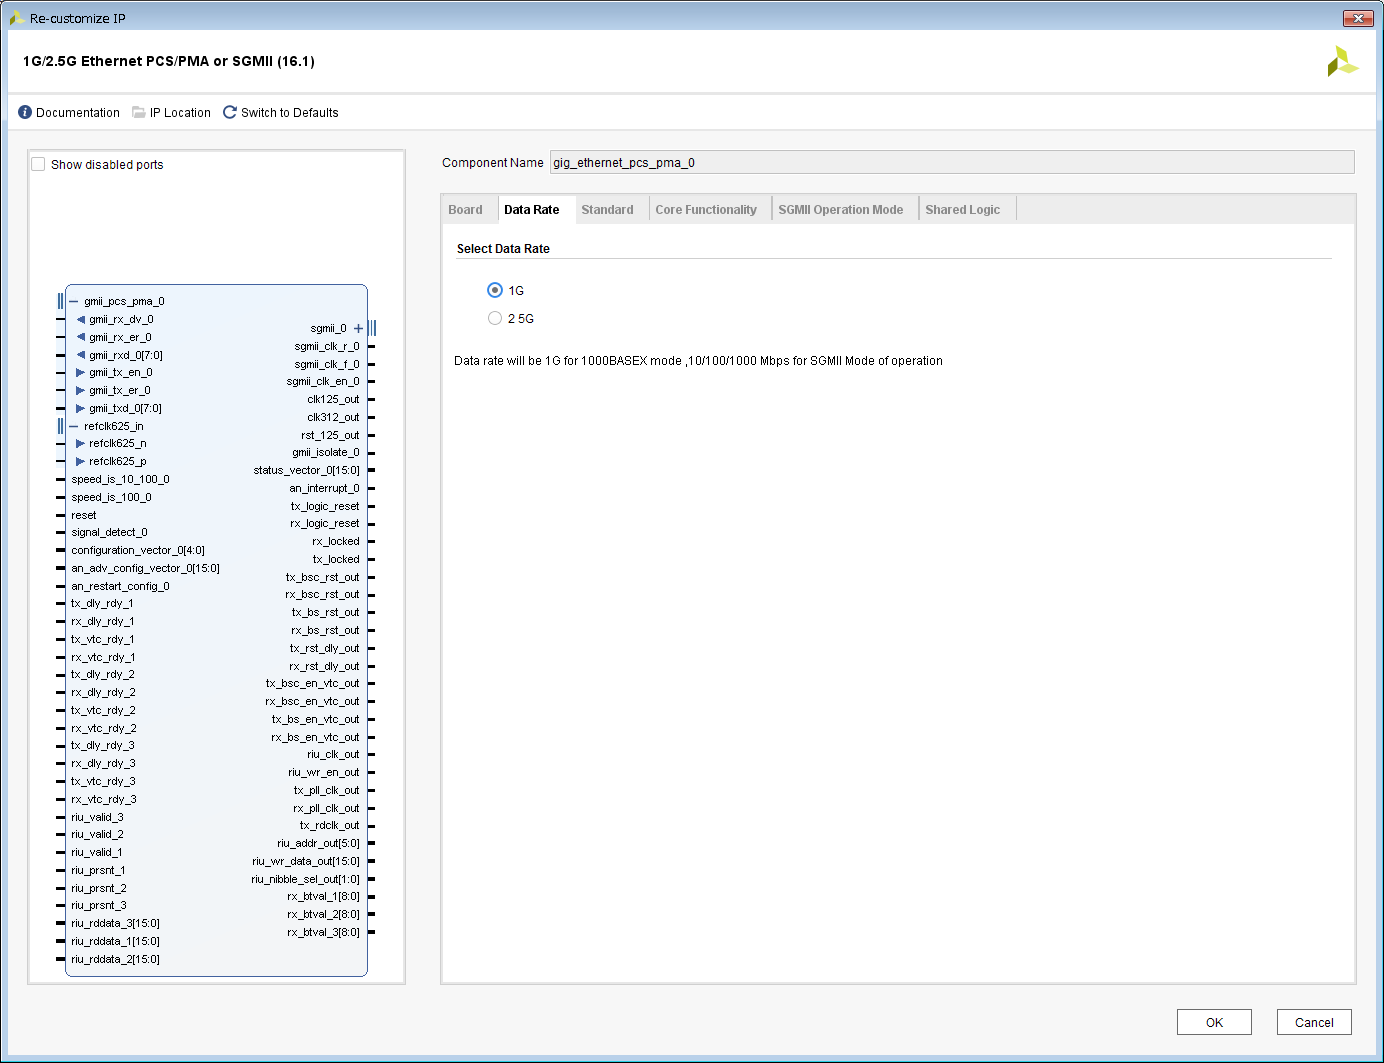 Re-customize IP
1G/2.5G Ethernet PCS/PMA or SGMII (16.1)
Documentation IP Location Switch to Defaults
Show disabled ports
gmii_pcs_pma_0
gmii_rx_dv_0
gmii_rx_er_0
gmii_rxd_0[7:0]
gmii_tx_en_0
gmii_tx_er_0
gmii_txd_0[7:0]
refclk625_in
refclk625_n
refclk625_p
speed_is_10_100_0
speed_is_100_0
reset
signal_detect_0
configuration_vector_0[4:0]
an_adv_config_vector_0[15:0]
an_restart_config_0
tx_dly_rdy_1
rx_dly_rdy_1
tx_vtc_rdy_1
rx_vtc_rdy_1
tx_dly_rdy_2
rx_dly_rdy_2
tx_vtc_rdy_2
rx_vtc_rdy_2
tx_dly_rdy_3
rx_dly_rdy_3
tx_vtc_rdy_3
rx_vtc_rdy_3
riu_valid_3
riu_valid_2
riu_valid_1
riu_prsnt_1
riu_prsnt_2
riu_prsnt_3
riu_rddata_3[15:0]
riu_rddata_1[15:0]
riu_rddata_2[15:0]
sgmii_0
sgmii_clk_r_0
sgmii_clk_f_0
sgmii_clk_en_0
clk125_out
clk312_out
rst_125_out
gmii_isolate_0
status_vector_0[15:0]
an_interrupt_0
tx_logic_reset
rx_logic_reset
rx_locked
tx_locked
tx_bsc_rst_out
rx_bsc_rst_out
tx_bs_rst_out
rx_bs_rst_out
tx_rst_dly_out
rx_rst_dly_out
tx_bsc_en_vtc_out
rx_bsc_en_vtc_out
tx_bs_en_vtc_out
rx_bs_en_vtc_out
riu_clk_out
riu_wr_en_out
tx_pll_clk_out
rx_pll_clk_out
tx_rdclk_out
riu_addr_out[5:0]
riu_wr_data_out[15:0]
riu_nibble_sel_out[1:0]
rx_btval_1[8:0]
rx_btval_2[8:0]
rx_btval_3[8:0]
Component Name gig_ethernet_pcs_pma_0
Board Data Rate Standard Core Functionality SGMII Operation Mode Shared Logic
Select Data Rate
1G
2 5G
Data rate will be 1G for 1000BASEX mode ,10/100/1000 Mbps for SGMII Mode of operation
OK Cancel